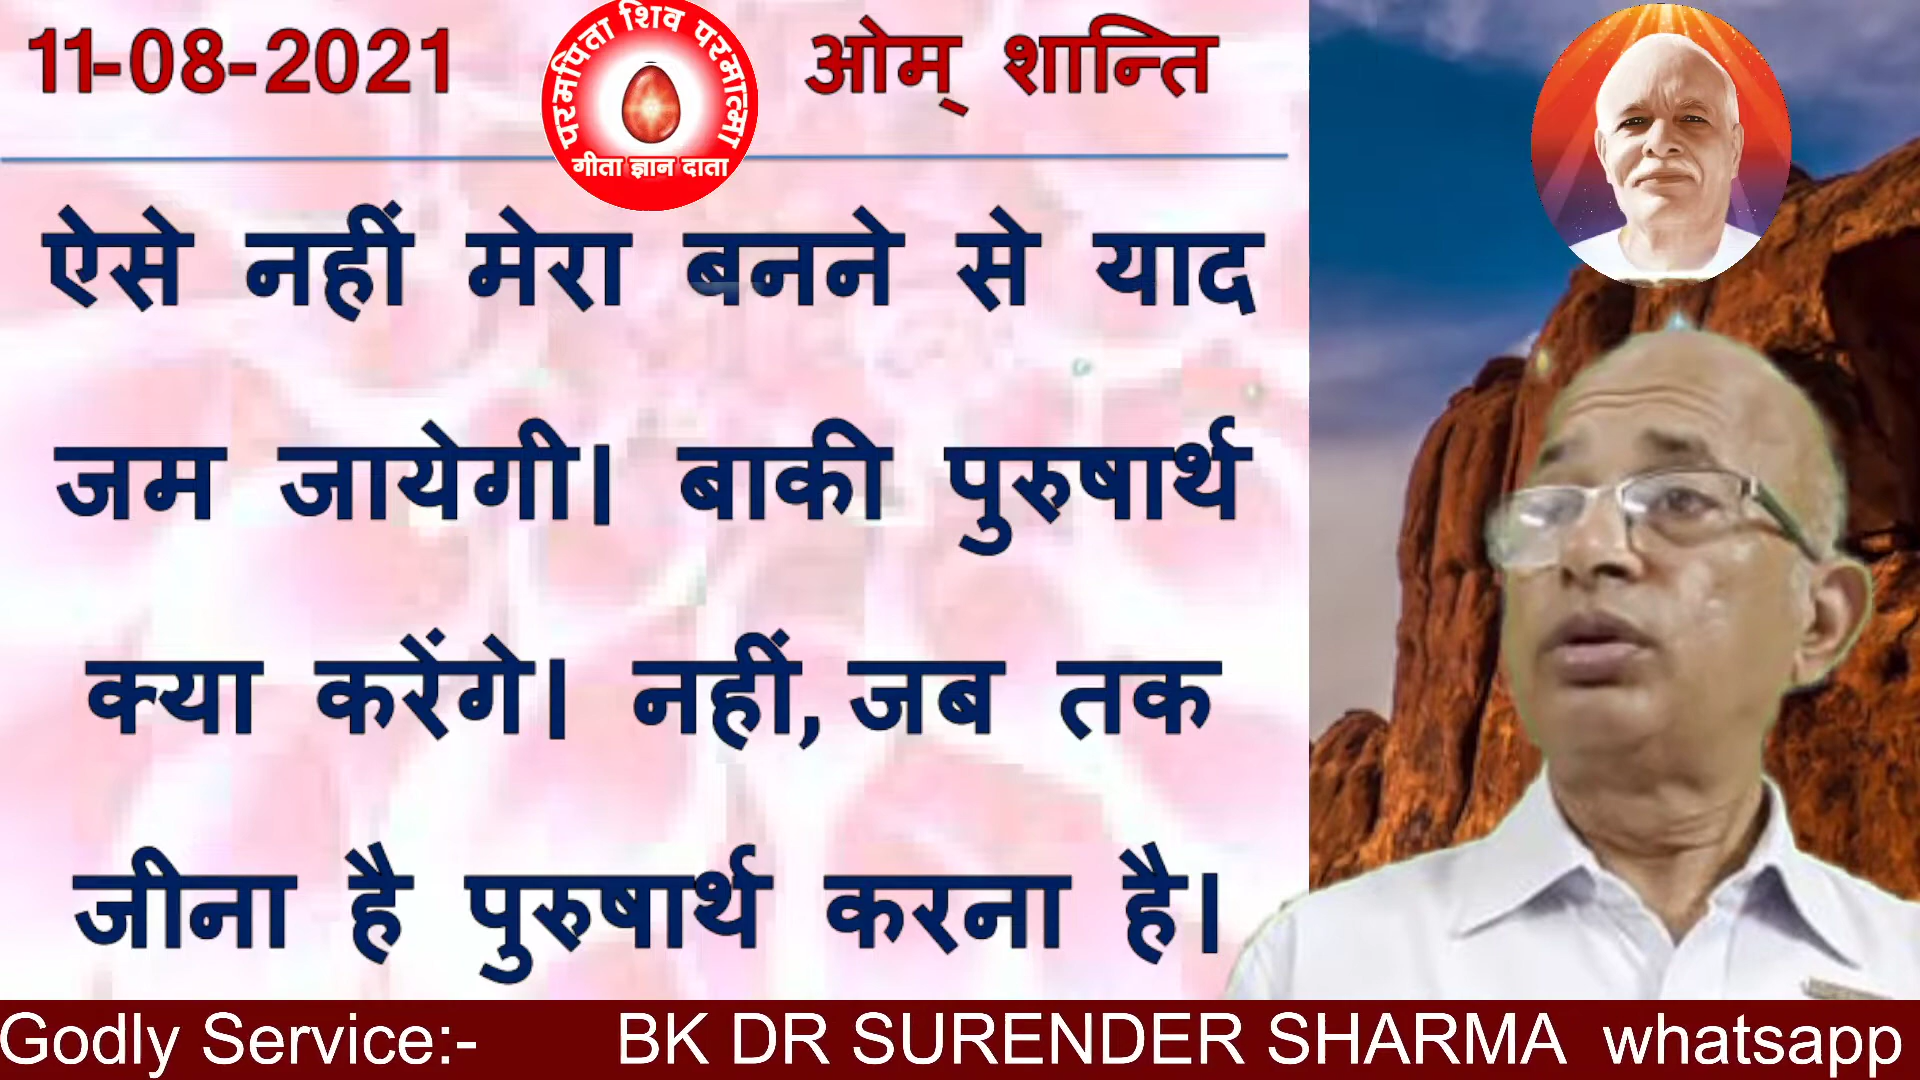 11-08-2021
परमपिता शिव परमात्मा
गीता ज्ञान दाता
ओम् शान्ति
ऐसे नहीं मेरा बनने से याद
जम जायेगी। बाकी पुरुषार्थ
क्या करेंगे। नहीं, जब तक
जीना है पुरुषार्थ करना है।
Godly Service:- BK DR SURENDER SHARMA whatsapp